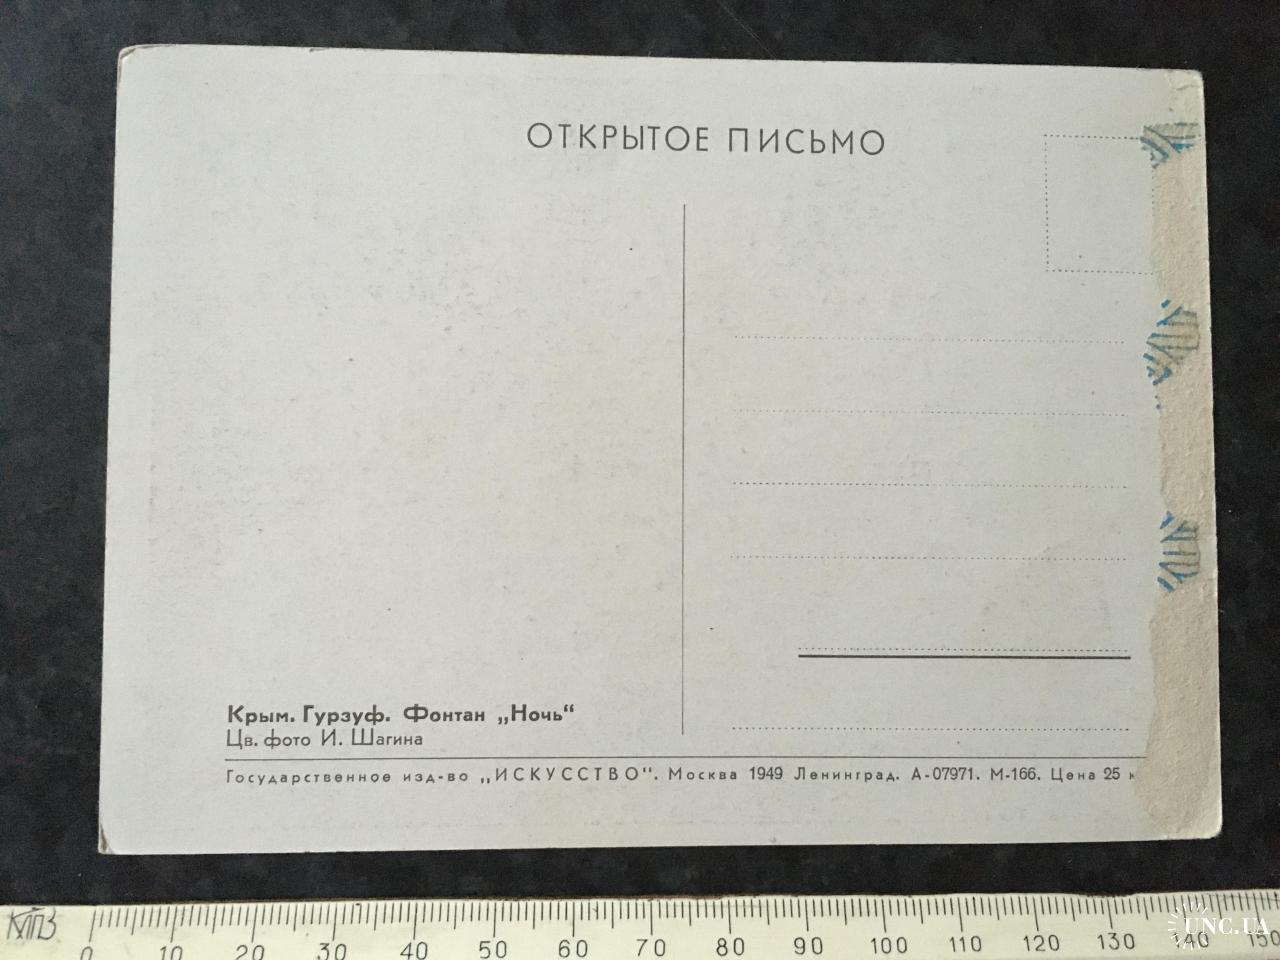 ОТКРЫТОЕ ПИСЬМО
Крым. Гурзуф. Фонтан „Ночь“
Цв. фото И. Шагина
Государственное изд-во „ИСКУССТВО“. Москва 1949 Ленинград. А-07971. М-166. Цена 25
КЛПЗ
0 10 20 30 40 50 60 70 80 90 100 110 120 130 140 150
UNC.UA